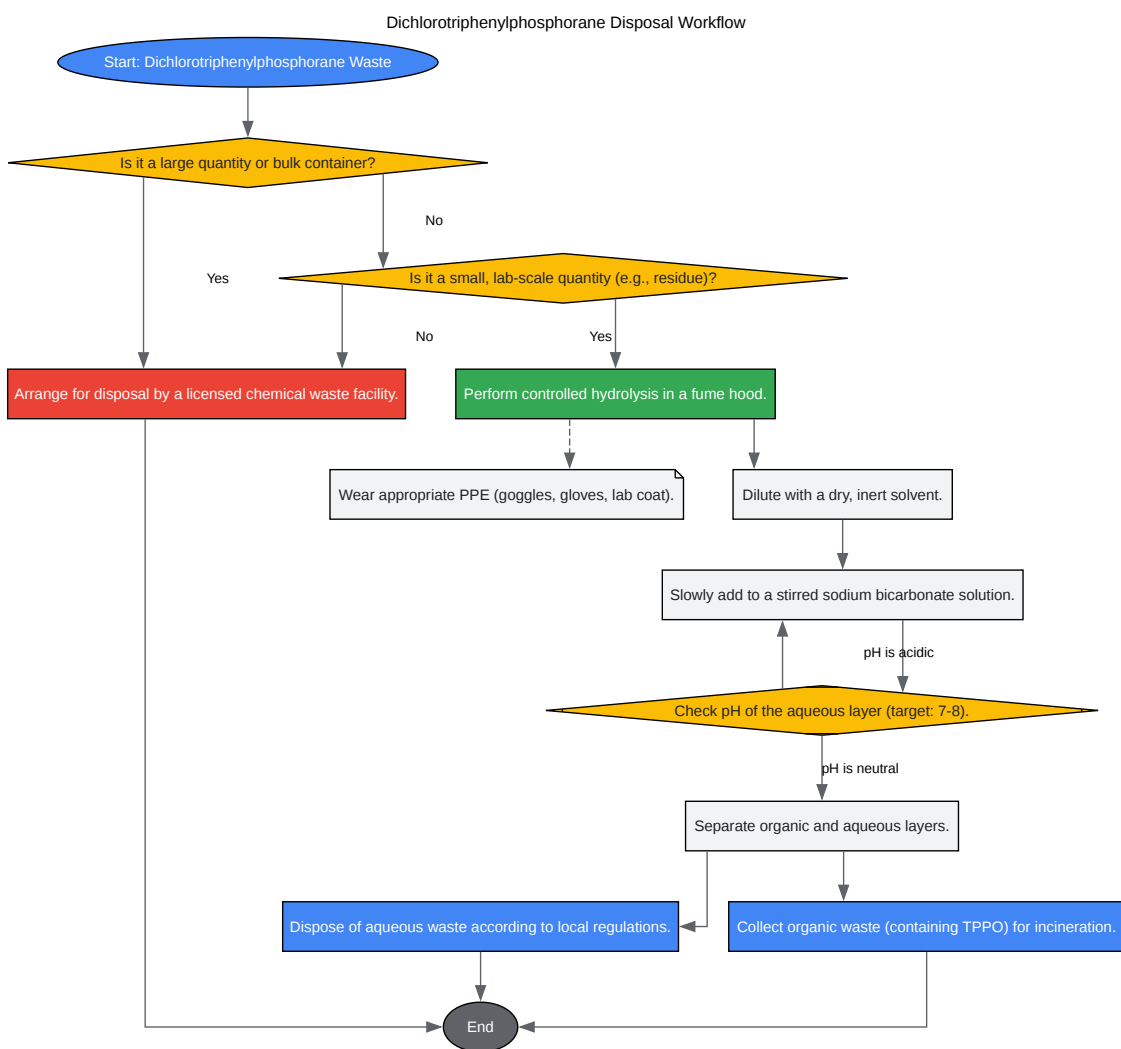 Dichlorotriphenylphosphorane Disposal Workflow
Start: Dichlorotriphenylphosphorane Waste
Is it a large quantity or bulk container?
No
Yes
Is it a small, lab-scale quantity (e.g., residue)?
No
Yes
Arrange for disposal by a licensed chemical waste facility.
Perform controlled hydrolysis in a fume hood.
Wear appropriate PPE (goggles, gloves, lab coat).
Dilute with a dry, inert solvent.
Slowly add to a stirred sodium bicarbonate solution.
pH is acidic
Check pH of the aqueous layer (target: 7-8).
pH is neutral
Separate organic and aqueous layers.
Dispose of aqueous waste according to local regulations.
Collect organic waste (containing TPPO) for incineration.
End